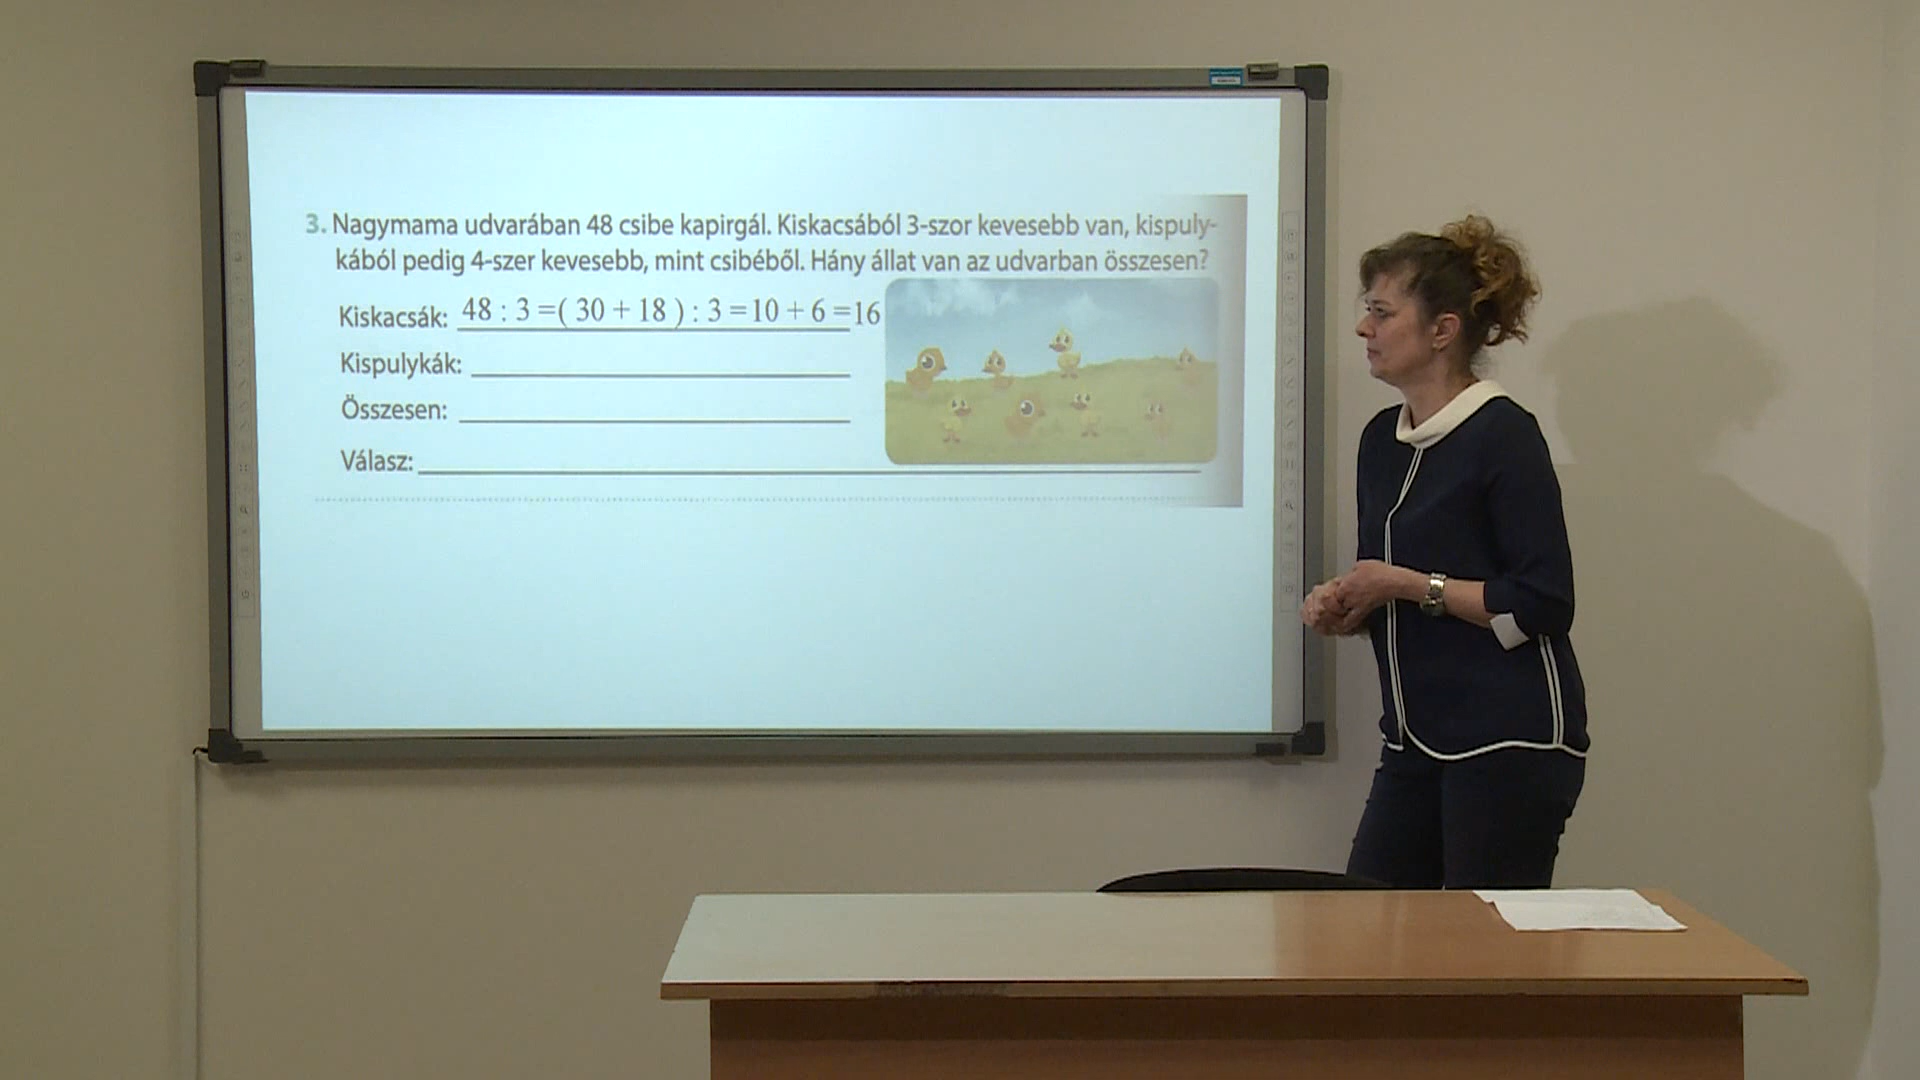 3. Nagymama udvarában 48 csibe kapirgál. Kiskacsából 3-szor kevesebb van, kispuly-
kából pedig 4-szer kevesebb, mint csibéből. Hány állat van az udvarban összesen?
Kiskacsák: 48 : 3 =( 30 + 18 ) : 3 = 10 + 6 =16
Kispulykák:
Összesen:
Válasz: